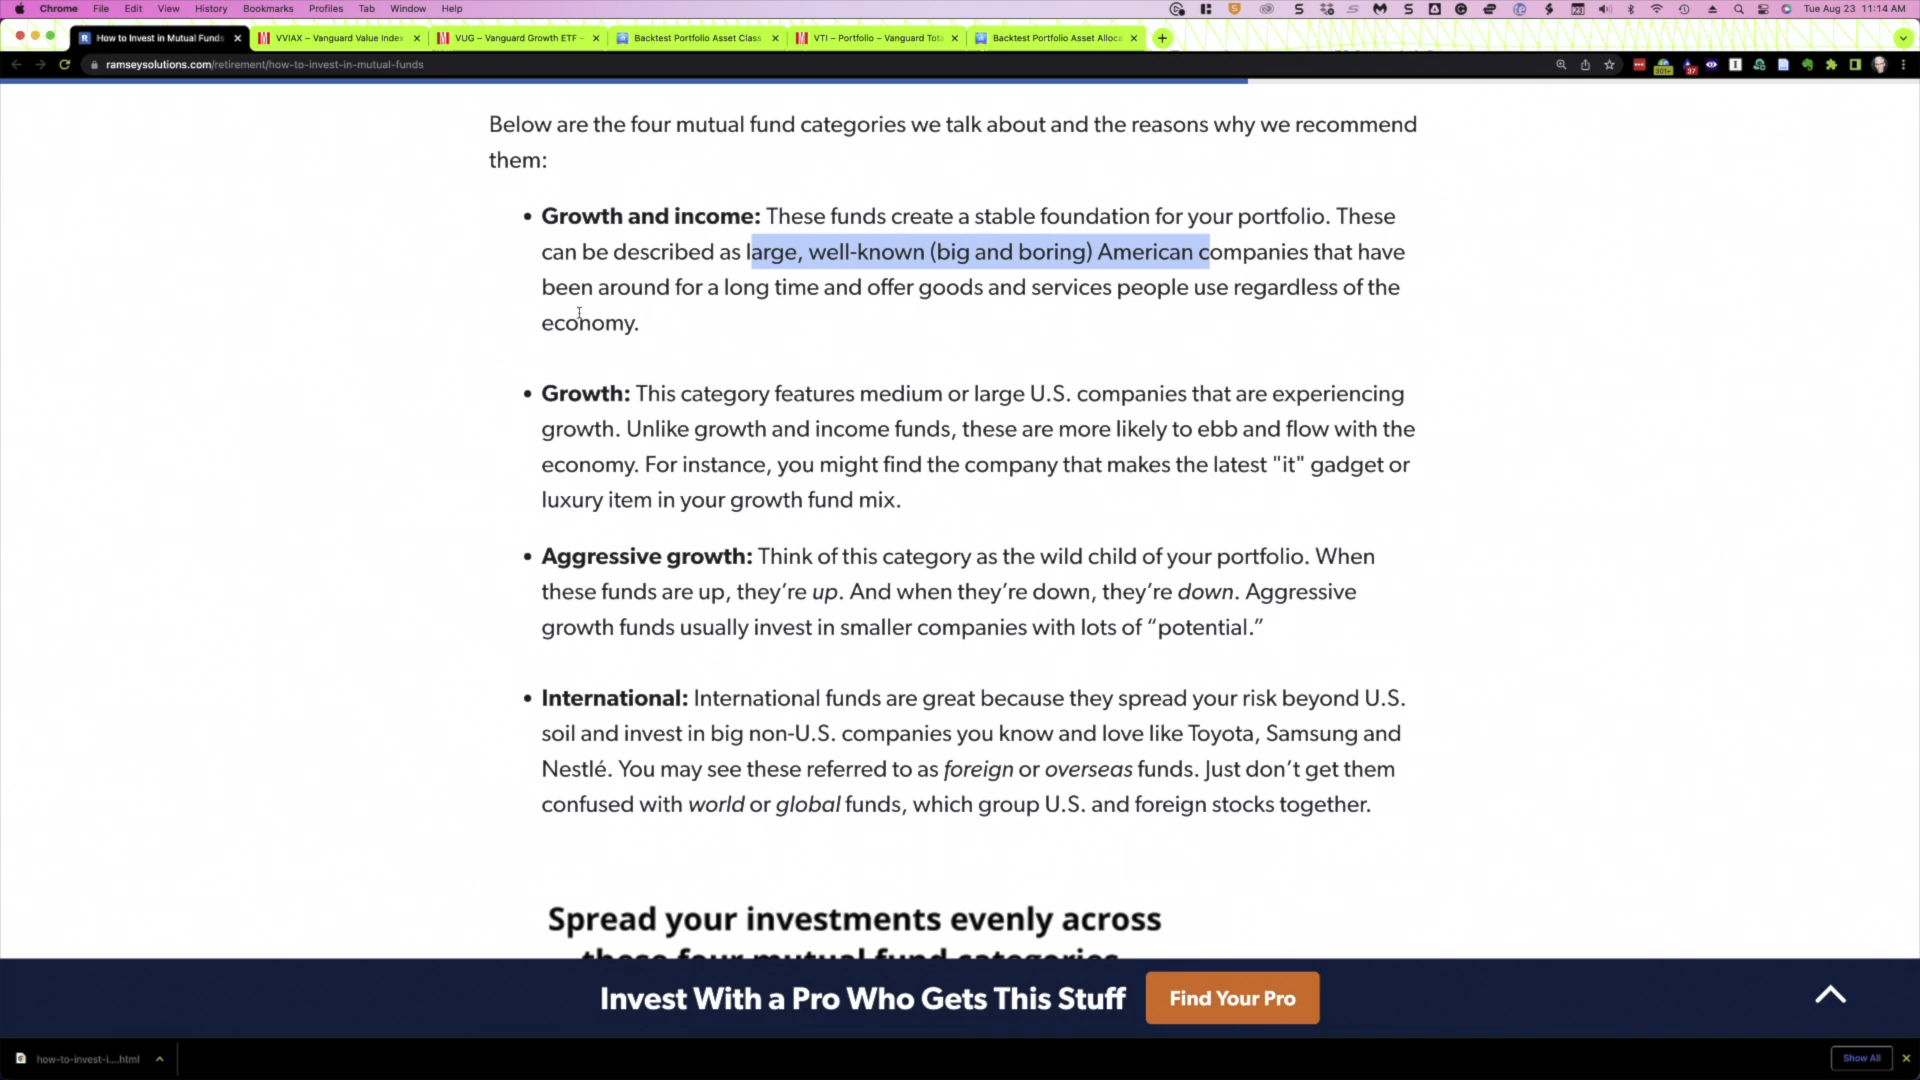 Chrome File Edit View History Bookmarks Profiles Tab Window Help Tue Aug 23 11:14 AM
How to Invest in Mutual Funds VVIAX – Vanguard Value Index VUG – Vanguard Growth ETF – Backtest Portfolio Asset Class VTI – Portfolio – Vanguard Tota Backtest Portfolio Asset Alloca
ramseysolutions.com/retirement/how-to-invest-in-mutual-funds
Below are the four mutual fund categories we talk about and the reasons why we recommend
them:
• Growth and income: These funds create a stable foundation for your portfolio. These
can be described as large, well-known (big and boring) American companies that have
been around for a long time and offer goods and services people use regardless of the
economy.
• Growth: This category features medium or large U.S. companies that are experiencing
growth. Unlike growth and income funds, these are more likely to ebb and flow with the
economy. For instance, you might find the company that makes the latest "it" gadget or
luxury item in your growth fund mix.
• Aggressive growth: Think of this category as the wild child of your portfolio. When
these funds are up, they’re up. And when they’re down, they’re down. Aggressive
growth funds usually invest in smaller companies with lots of “potential.”
• International: International funds are great because they spread your risk beyond U.S.
soil and invest in big non-U.S. companies you know and love like Toyota, Samsung and
Nestlé. You may see these referred to as foreign or overseas funds. Just don’t get them
confused with world or global funds, which group U.S. and foreign stocks together.
Spread your investments evenly across
these four mutual fund categories
Invest With a Pro Who Gets This Stuff Find Your Pro
how-to-invest-i....html Show All